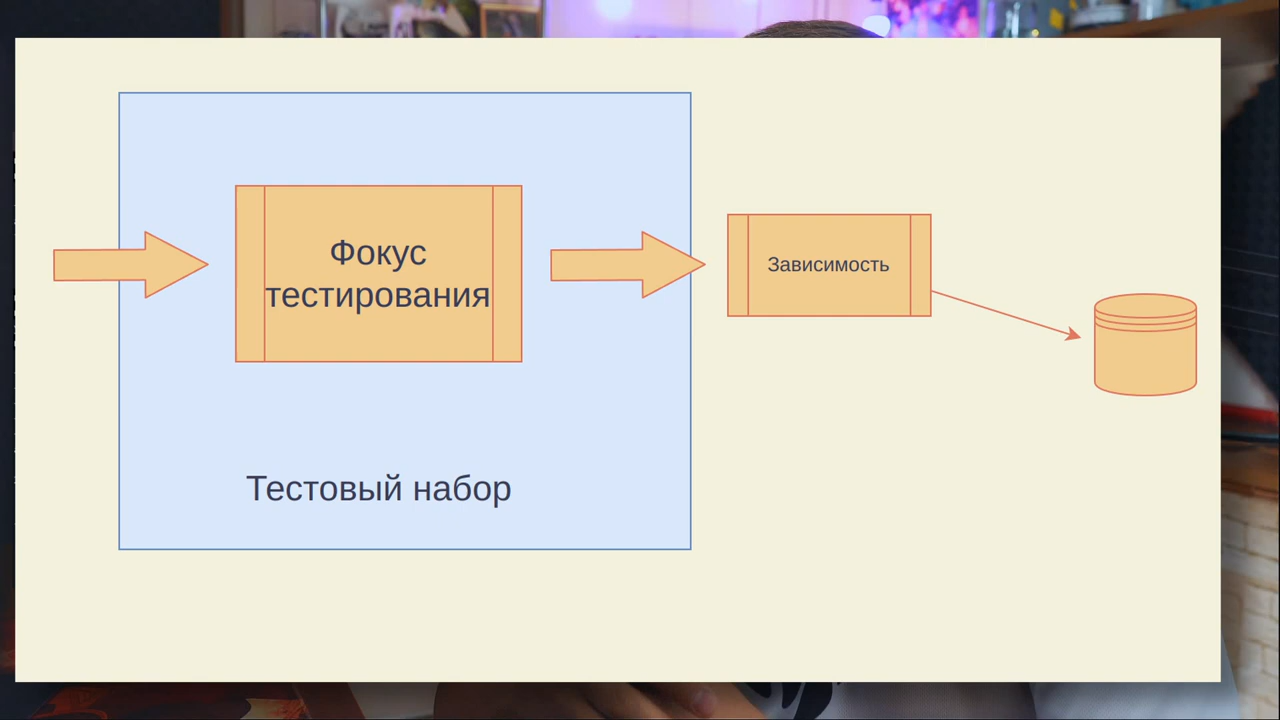 Фокус
тестирования
Зависимость
Тестовый набор